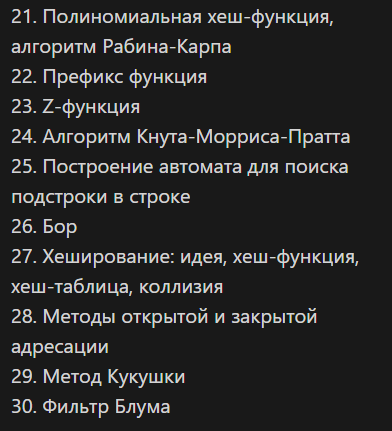 21. Полиномиальная хеш-функция,
алгоритм Рабина-Карпа
22. Префикс функция
23. Z-функция
24. Алгоритм Кнута-Морриса-Пратта
25. Построение автомата для поиска
подстроки в строке
26. Бор
27. Хеширование: идея, хеш-функция,
хеш-таблица, коллизия
28. Методы открытой и закрытой
адресации
29. Метод Кукушки
30. Фильтр Блума